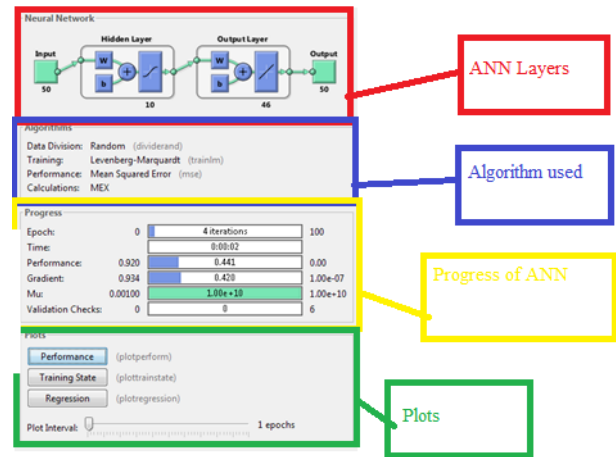 Neural Network
Hidden Layer
Output Layer
Input
W
b
+
W
b
+
Output
50
10
46
50
ANN Layers
Algorithms
Data Division: Random (dividerand)
Training: Levenberg-Marquardt (trainlm)
Performance: Mean Squared Error (mse)
Calculations: MEX
Algorithm used
Progress
Epoch: 0 4 iterations 100
Time: 0:00:02
Performance: 0.920 0.441 0.00
Gradient: 0.934 0.420 1.00e-07
Mu: 0.00100 1.00e+10 1.00e+10
Validation Checks: 0 0 6
Progress of ANN
Plots
Performance (plotperform)
Training State (plottrainstate)
Regression (plotregression)
Plot Interval: 1 epochs
Plots